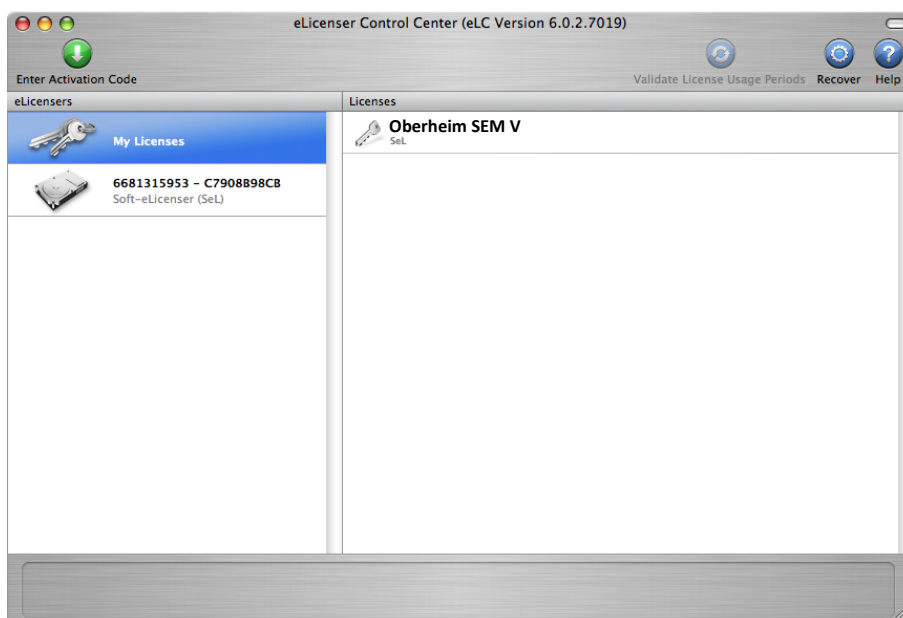 eLicenser Control Center (eLC Version 6.0.2.7019)
Enter Activation Code
Validate License Usage Periods Recover Help
eLicensers
Licenses
My Licenses
Oberheim SEM V
SeL
6681315953 – C7908B98CB
Soft-eLicenser (SeL)